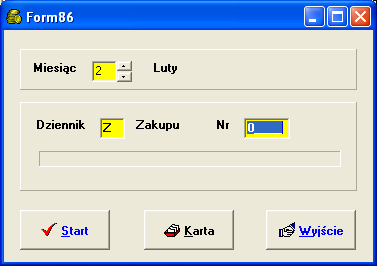 Form86
Miesiąc 2 Luty
Dziennik Z Zakupu Nr 0
Start Karta Wyjście